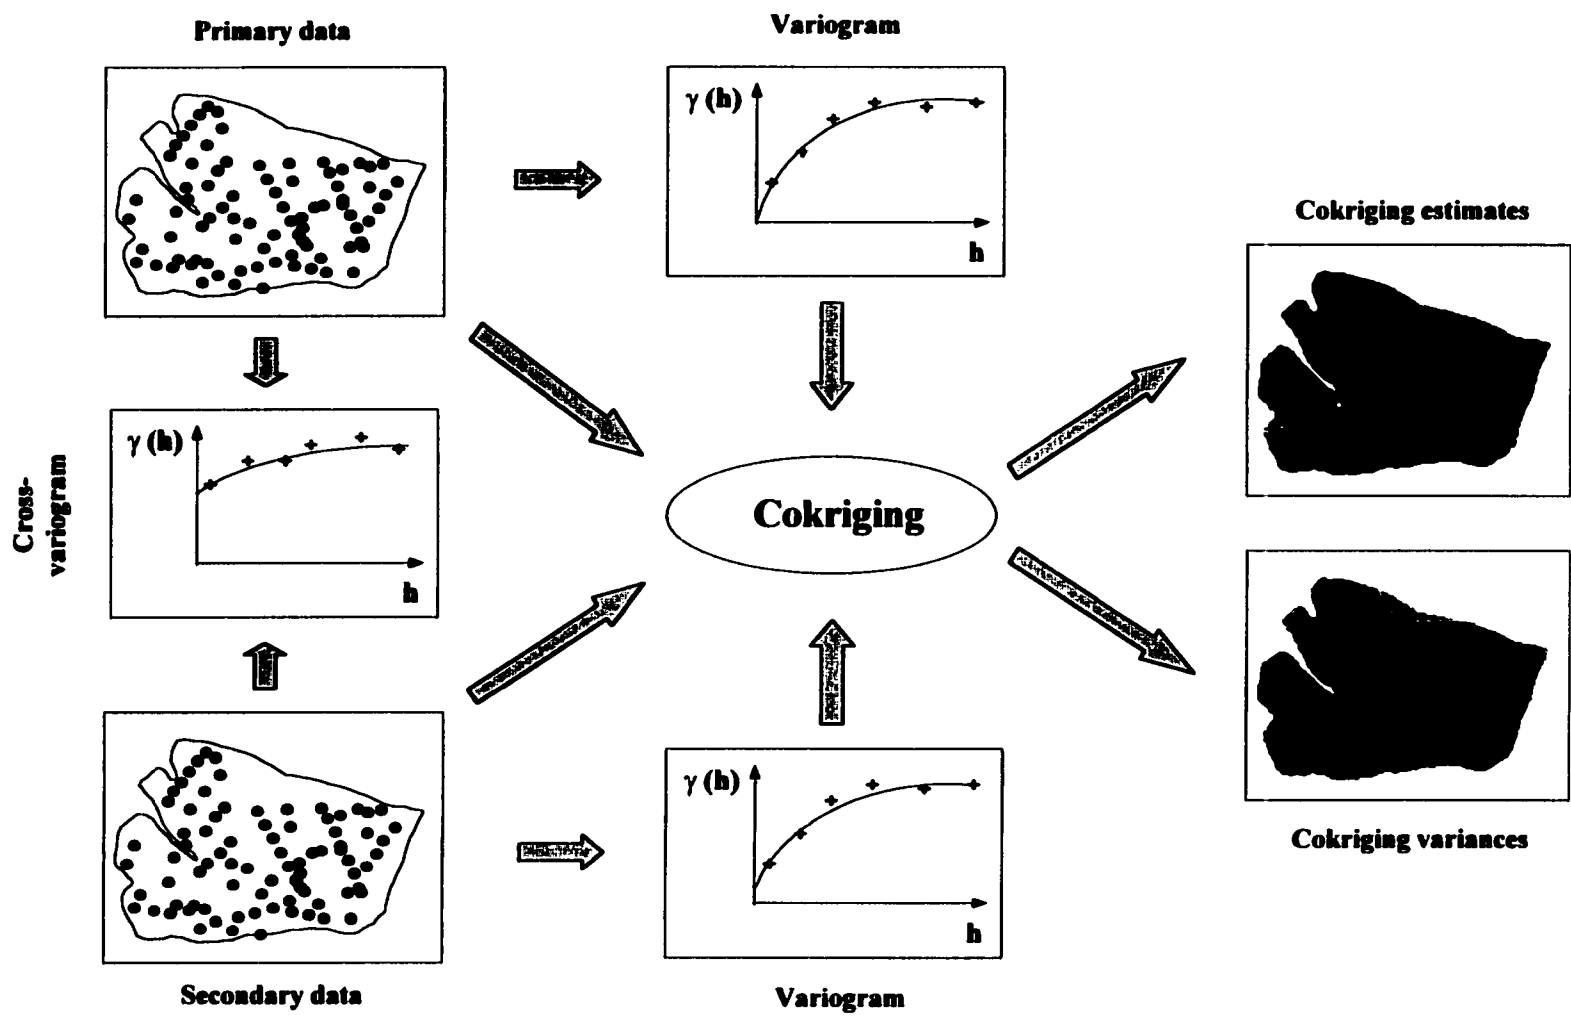 Primary data
Variogram
γ (h)
h
Cokriging estimates
Cross-
variogram
γ (h)
h
Cokriging
γ (h)
h
Cokriging variances
Secondary data
Variogram